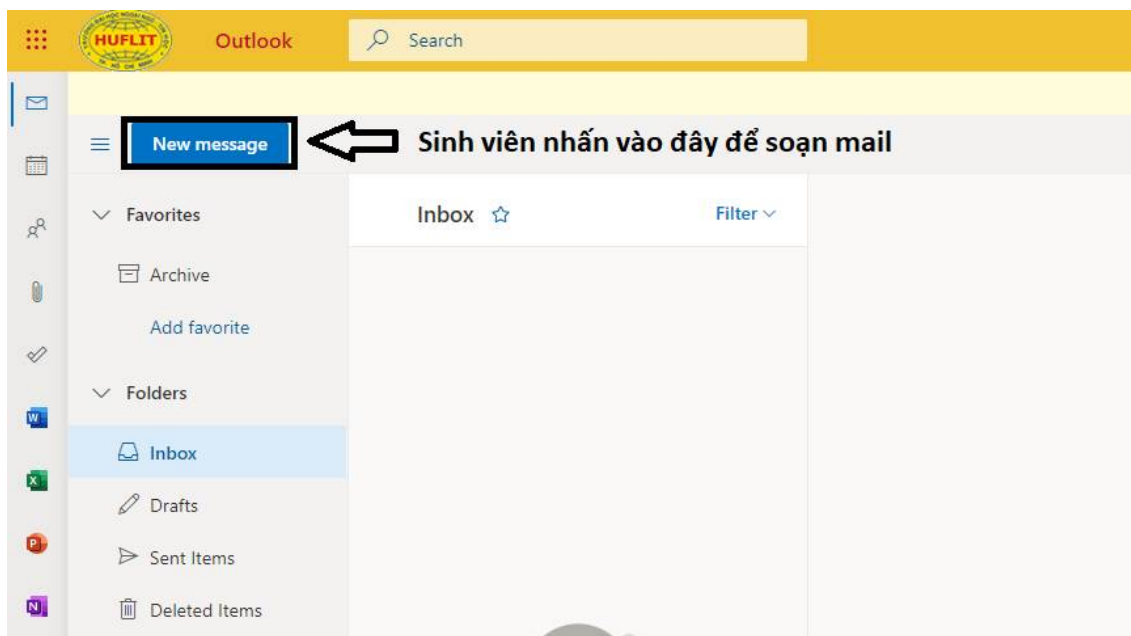 HUFLIT
Outlook
Search
New message
Sinh viên nhấn vào đây để soạn mail
Favorites
Inbox
Filter
Archive
Add favorite
Folders
Inbox
Drafts
Sent Items
Deleted Items